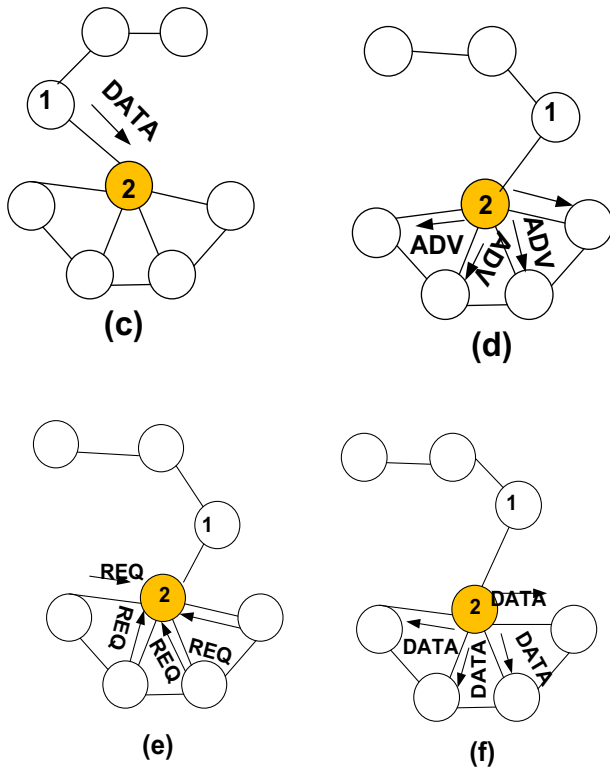 1
DATA
2
(c)
1
2
ADV
ADV
ADV
(d)
1
REQ
2
REQ
REQ
REQ
(e)
1
2
DATA
DATA
DATA
DATA
(f)